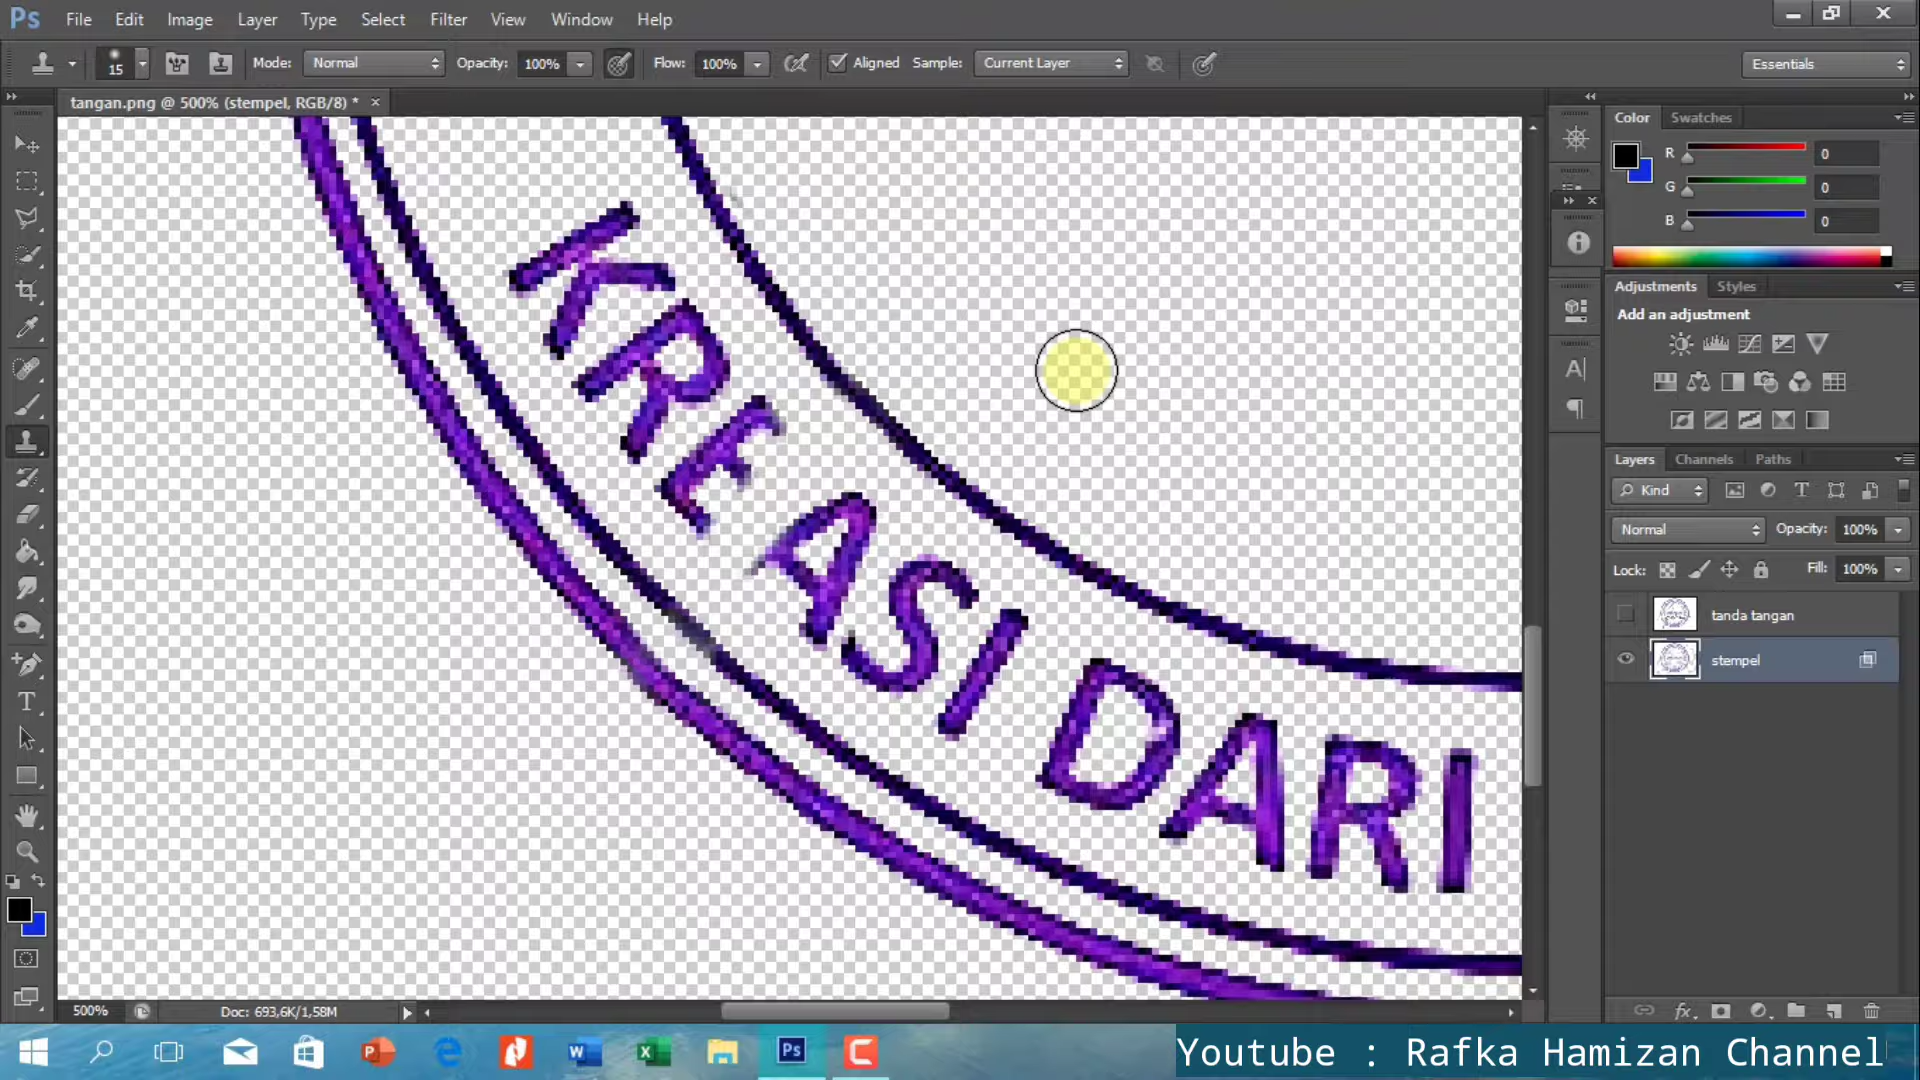 Ps File Edit Image Layer Type Select Filter View Window Help
15 Mode: Normal Opacity: 100% Flow: 100% Aligned Sample: Current Layer Essentials
tangan.png @ 500% (stempel, RGB/8) *
KREASI DARI
Color Swatches
R 0
G 0
B 0
Adjustments Styles
Add an adjustment
Layers Channels Paths
Kind
Normal Opacity: 100%
Lock: Fill: 100%
tanda tangan
stempel
500% Doc: 693,6K/1,58M
Youtube : Rafka Hamizan Channel